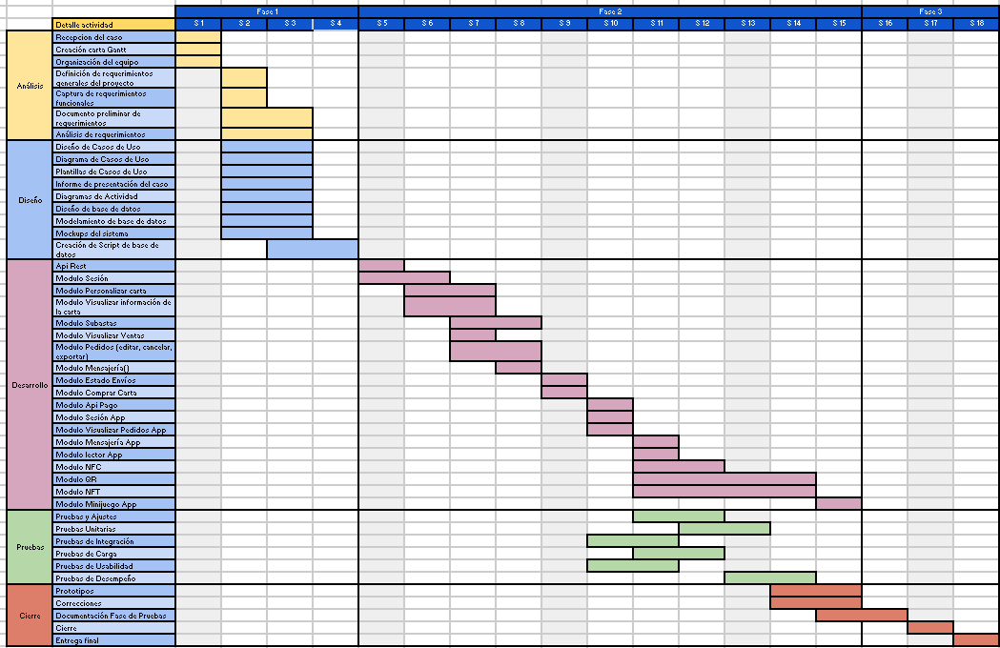 Fase 1 Fase 2 Fase 3
Detalle actividad S 1 S 2 S 3 S 4 S 5 S 6 S 7 S 8 S 9 S 10 S 11 S 12 S 13 S 14 S 15 S 16 S 17 S 18
Análisis
Recepcion del caso
Creación carta Gantt
Organización del equipo
Definición de requerimientos
generales del proyecto
Captura de requerimientos
funcionales
Documento preliminar de
requerimientos
Análisis de requerimientos
Diseño
Diseño de Casos de Uso
Diagrama de Casos de Uso
Plantillas de Casos de Uso
Informe de presentación del caso
Diagramas de Actividad
Diseño de base de datos
Modelamiento de base de datos
Mockups del sistema
Creación de Script de base de
datos
Desarrollo
Api Rest
Modulo Sesión
Modulo Personalizar carta
Modulo Visualizar información de
la carta
Modulo Subastas
Modulo Visualizar Ventas
Modulo Pedidos (editar, cancelar,
exportar)
Modulo Mensajería()
Modulo Estado Envíos
Modulo Comprar Carta
Modulo Api Pago
Modulo Sesión App
Modulo Visualizar Pedidos App
Modulo Mensajería App
Modulo lector App
Modulo NFC
Modulo QR
Modulo NFT
Modulo Minijuego App
Pruebas
Pruebas y Ajustes
Pruebas Unitarias
Pruebas de Integración
Pruebas de Carga
Pruebas de Usabilidad
Pruebas de Desempeño
Cierre
Prototipos
Correcciones
Documentación Fase de Pruebas
Cierre
Entrega final